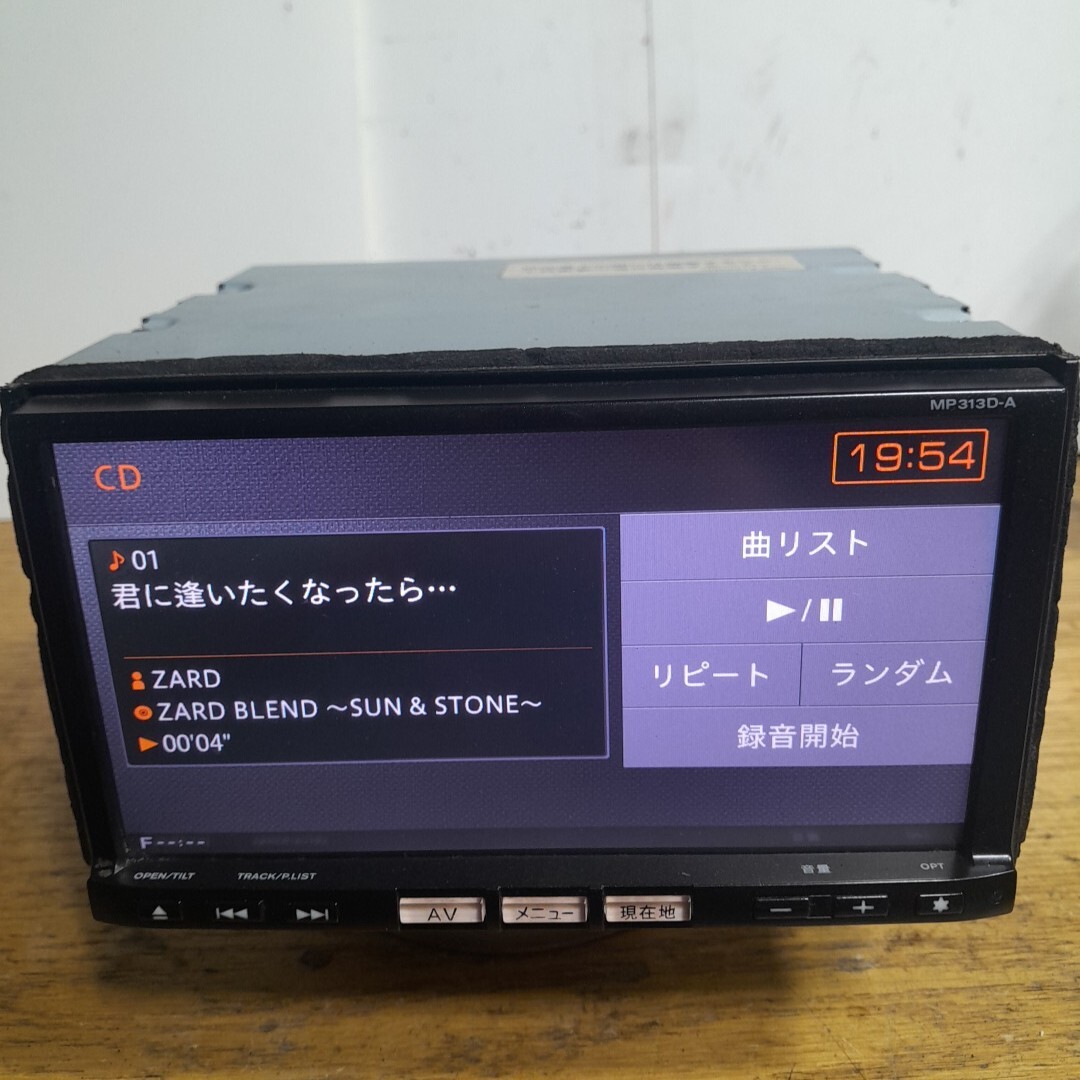 MP313D-A
CD
19:54
01
君に逢いたくなったら…
ZARD
ZARD BLEND ～SUN & STONE～
00'04"
曲リスト
▶/⏸
リピート
ランダム
録音開始
F--:--
OPEN/TILT
TRACK/P.LIST
音量
OPT
AV
メニュー
現在地